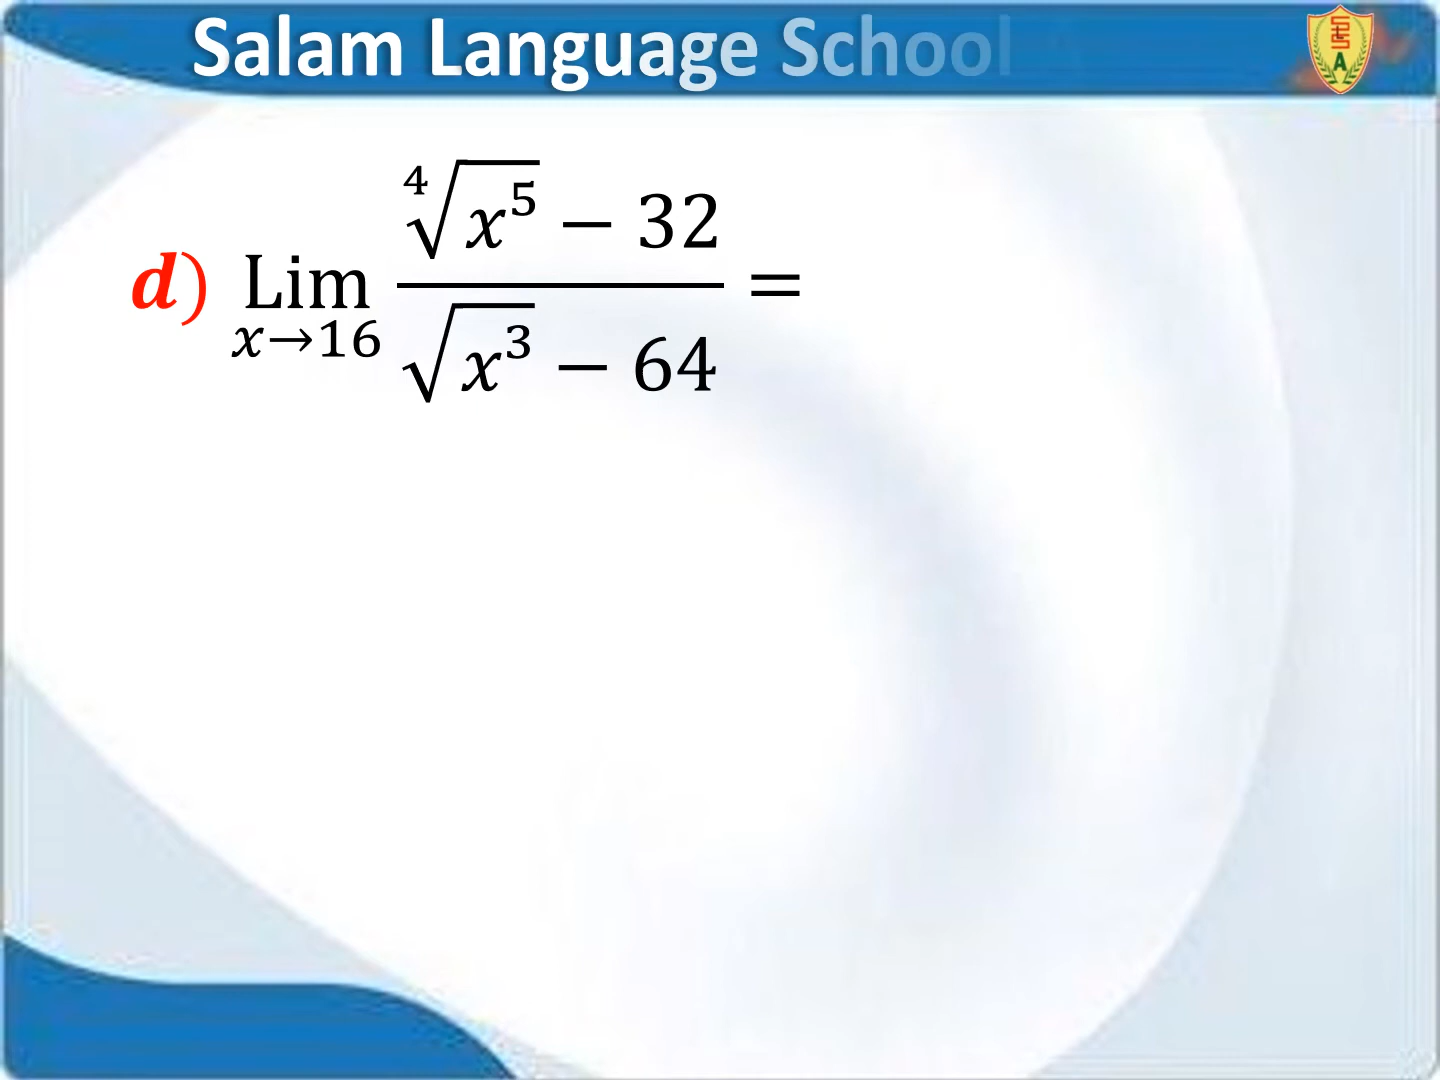 Salam Language School
d) Lim x→16 (⁴√x⁵ − 32) / (√x³ − 64) =